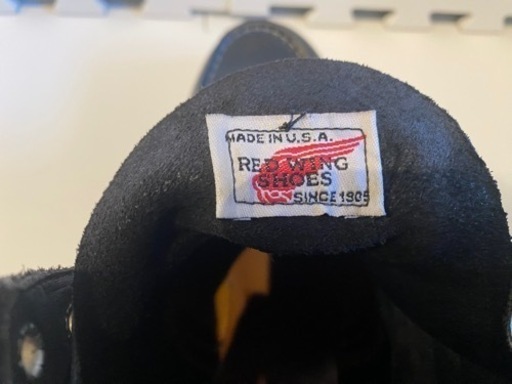 MADE IN U.S.A.
RED WING
SHOES
SINCE 1905